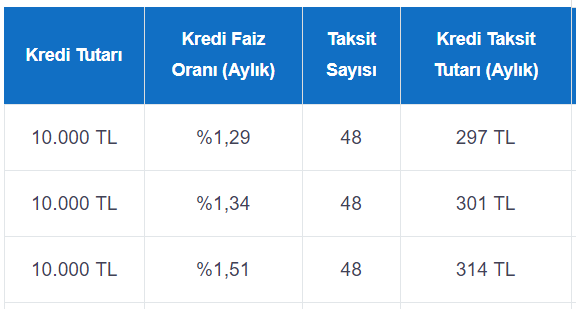 Kredi Tutarı
Kredi Faiz
Oranı (Aylık)
Taksit
Sayısı
Kredi Taksit
Tutarı (Aylık)
10.000 TL %1,29 48 297 TL
10.000 TL %1,34 48 301 TL
10.000 TL %1,51 48 314 TL